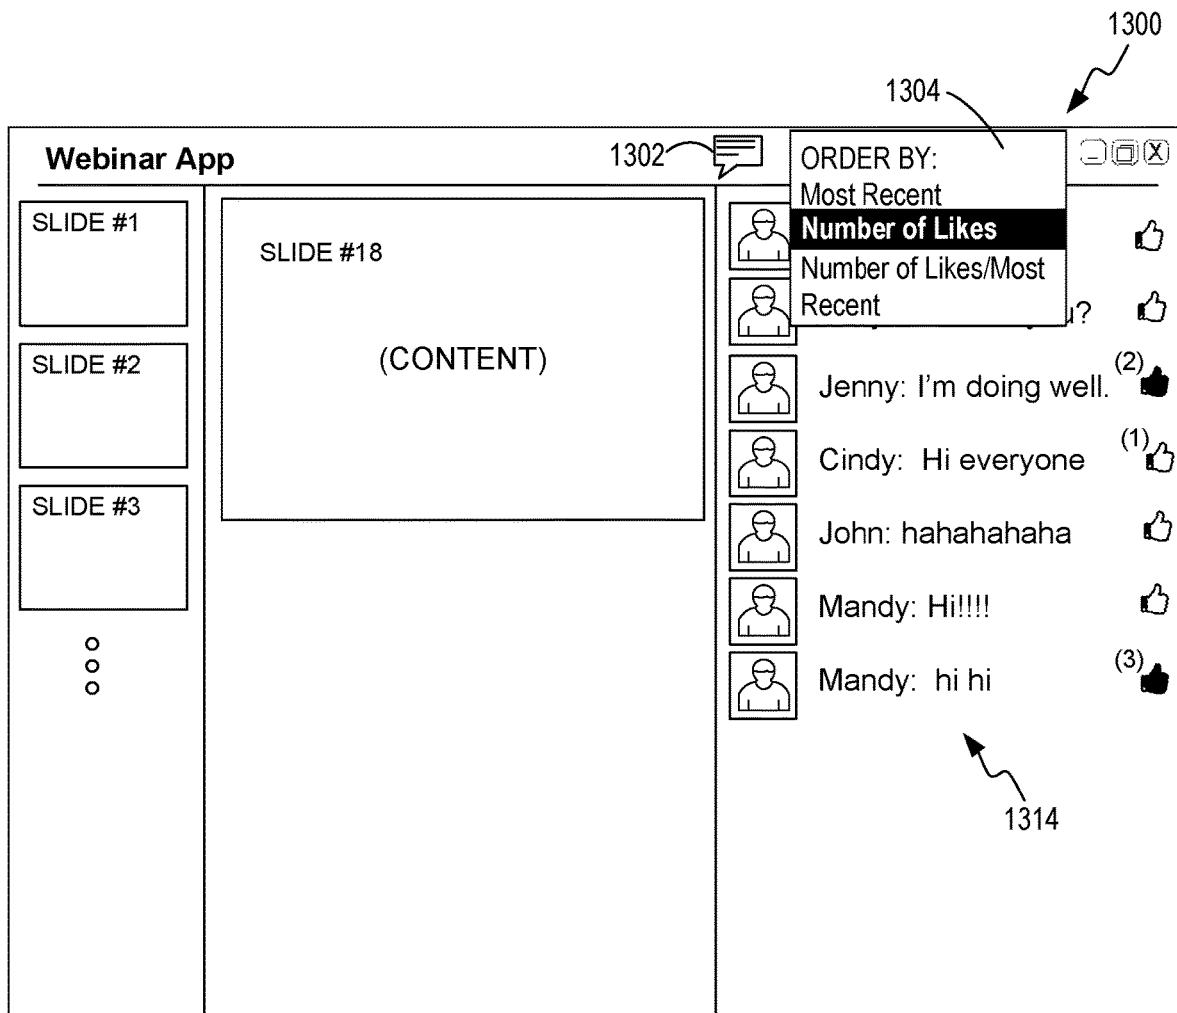 1300
1304
Webinar App
1302
ORDER BY:
Most Recent
Number of Likes
Number of Likes/Most
Recent
X
SLIDE #1
SLIDE #2
SLIDE #3
SLIDE #18
(CONTENT)
?
Jenny: I'm doing well.
(2)
Cindy: Hi everyone
(1)
John: hahahahaha
Mandy: Hi!!!!
Mandy: hi hi
(3)
1314